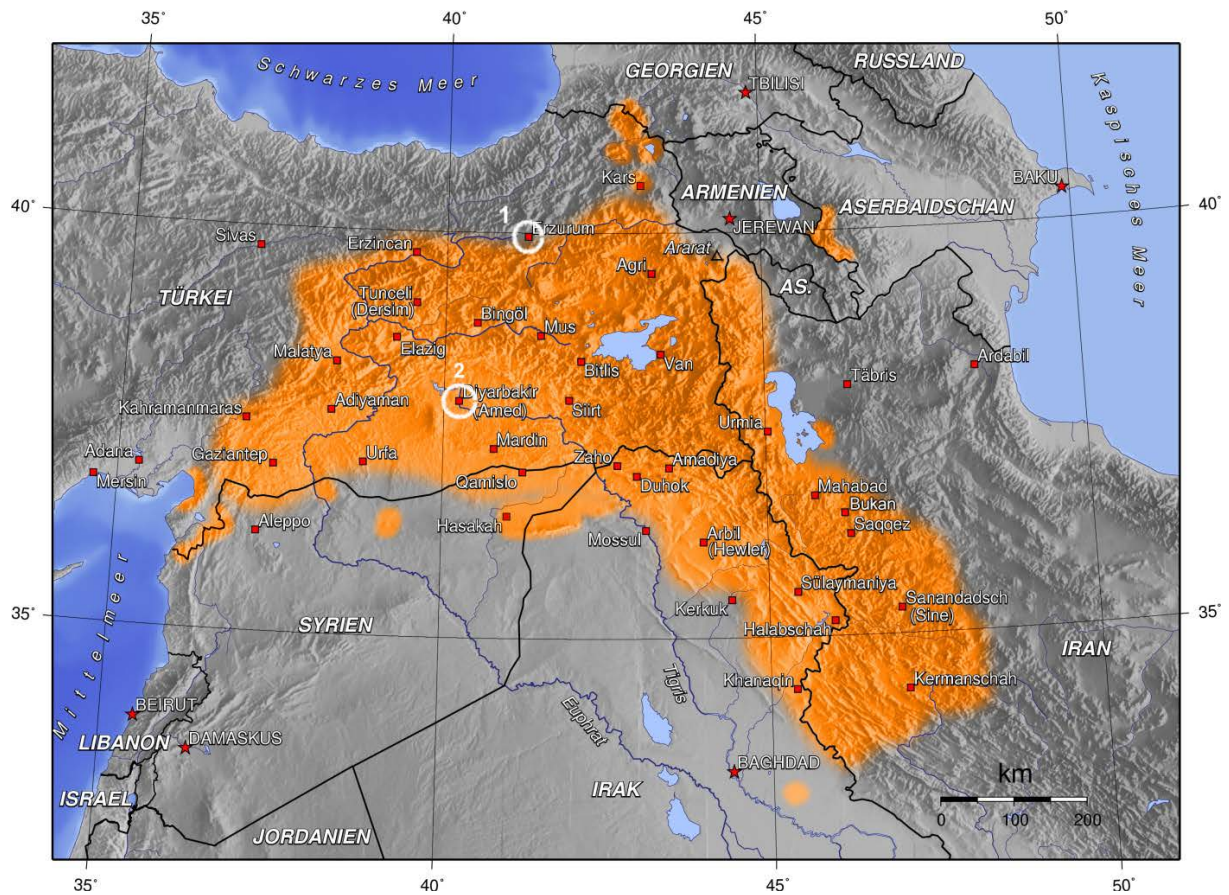 35° 40° 45° 50°
Schwarzes Meer
GEORGIEN
TBILISI
RUSSLAND
Kaspisches Meer
Kars
ARMENIEN
BAKU
40°
ASERBAIDSCHAN
40°
1
Sivas
Erzurum
JEREWAN
Erzincan
Ararat
Agri
TÜRKEI
AS.
Tunceli
(Dersim)
Bingöl
Mus
Elazig
Malatya
Bitlis
Van
Ardabil
Täbris
2
Diyarbakir
(Amed)
Kahramanmaras
Adiyaman
Siirt
Urmia
Adana
Gaziantep
Urfa
Mardin
Zaho
Amadiya
Mersin
Qamislo
Duhok
Mahabad
Bukan
Aleppo
Hasakah
Mossul
Arbil
(Hewler)
Saqqez
Mittelmeer
Sülaymaniya
35°
Kerkuk
Sanandadsch
(Sine)
35°
SYRIEN
Halabschah
IRAN
Tigris
Khanaqin
Kermanschah
BEIRUT
Euphrat
LIBANON
DAMASKUS
BAGHDAD
km
ISRAEL
IRAK
0 100 200
JORDANIEN
35° 40° 45° 50°